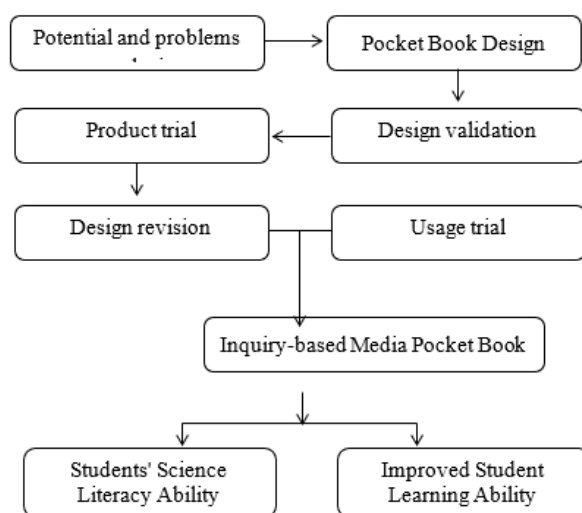 Potential and problems
Pocket Book Design
Product trial
Design validation
Design revision
Usage trial
Inquiry-based Media Pocket Book
Students' Science
Literacy Ability
Improved Student
Learning Ability